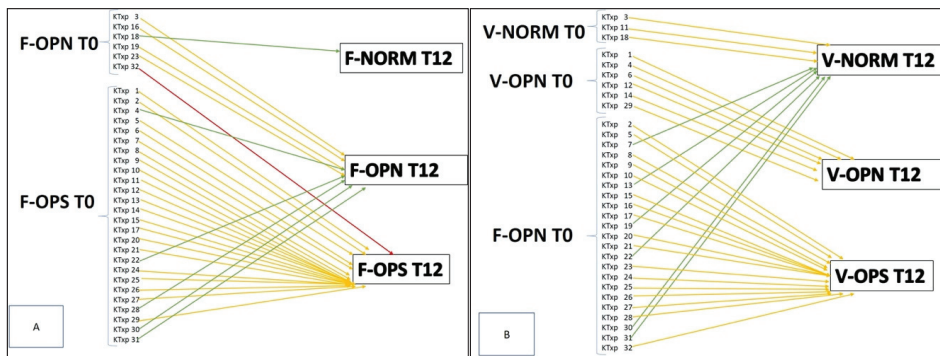 F-OPN T0
KTxp 3
KTxp 16
KTxp 18
KTxp 19
KTxp 23
KTxp 32
F-OPS T0
KTxp 1
KTxp 2
KTxp 4
KTxp 5
KTxp 6
KTxp 7
KTxp 8
KTxp 9
KTxp 10
KTxp 11
KTxp 12
KTxp 13
KTxp 14
KTxp 15
KTxp 17
KTxp 20
KTxp 21
KTxp 22
KTxp 24
KTxp 25
KTxp 26
KTxp 27
KTxp 28
KTxp 29
KTxp 30
KTxp 31
F-NORM T12
F-OPN T12
F-OPS T12
A
V-NORM T0
KTxp 3
KTxp 11
KTxp 18
V-OPN T0
KTxp 1
KTxp 4
KTxp 6
KTxp 12
KTxp 14
KTxp 29
F-OPN T0
KTxp 2
KTxp 5
KTxp 7
KTxp 8
KTxp 9
KTxp 10
KTxp 13
KTxp 15
KTxp 16
KTxp 17
KTxp 19
KTxp 20
KTxp 21
KTxp 22
KTxp 23
KTxp 24
KTxp 25
KTxp 26
KTxp 27
KTxp 28
KTxp 30
KTxp 31
KTxp 32
V-NORM T12
V-OPN T12
V-OPS T12
B